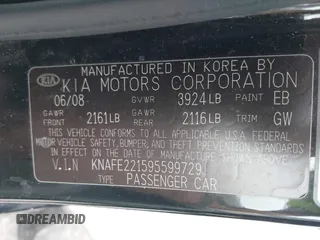 MANUFACTURED IN KOREA BY
KIA KIA MOTORS CORPORATION
06/08 GVWR 3924LB PAINT EB
GAWR FRONT 2161LB GAWR REAR 2116LB TRIM GW
THIS VEHICLE CONFORMS TO ALL APPLICABLE U.S.A FEDERAL MOTOR
VEHICLE SAFETY, BUMPER, AND THEFT PREVENTION STANDARDS
IN EFFECT ON THE DATE OF MANUFACTURE SHOWN ABOVE.
V.I.N KNAFE221595599729
TYPE PASSENGER CAR
DREAMBID